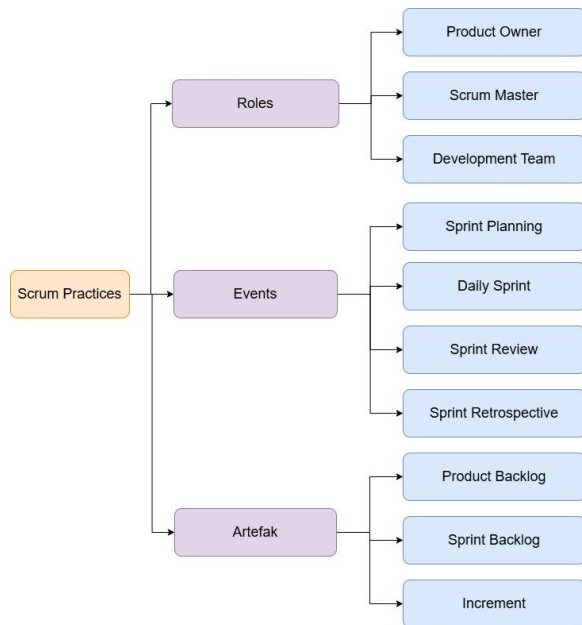 Scrum Practices
Roles
Product Owner
Scrum Master
Development Team
Events
Sprint Planning
Daily Sprint
Sprint Review
Sprint Retrospective
Artefak
Product Backlog
Sprint Backlog
Increment